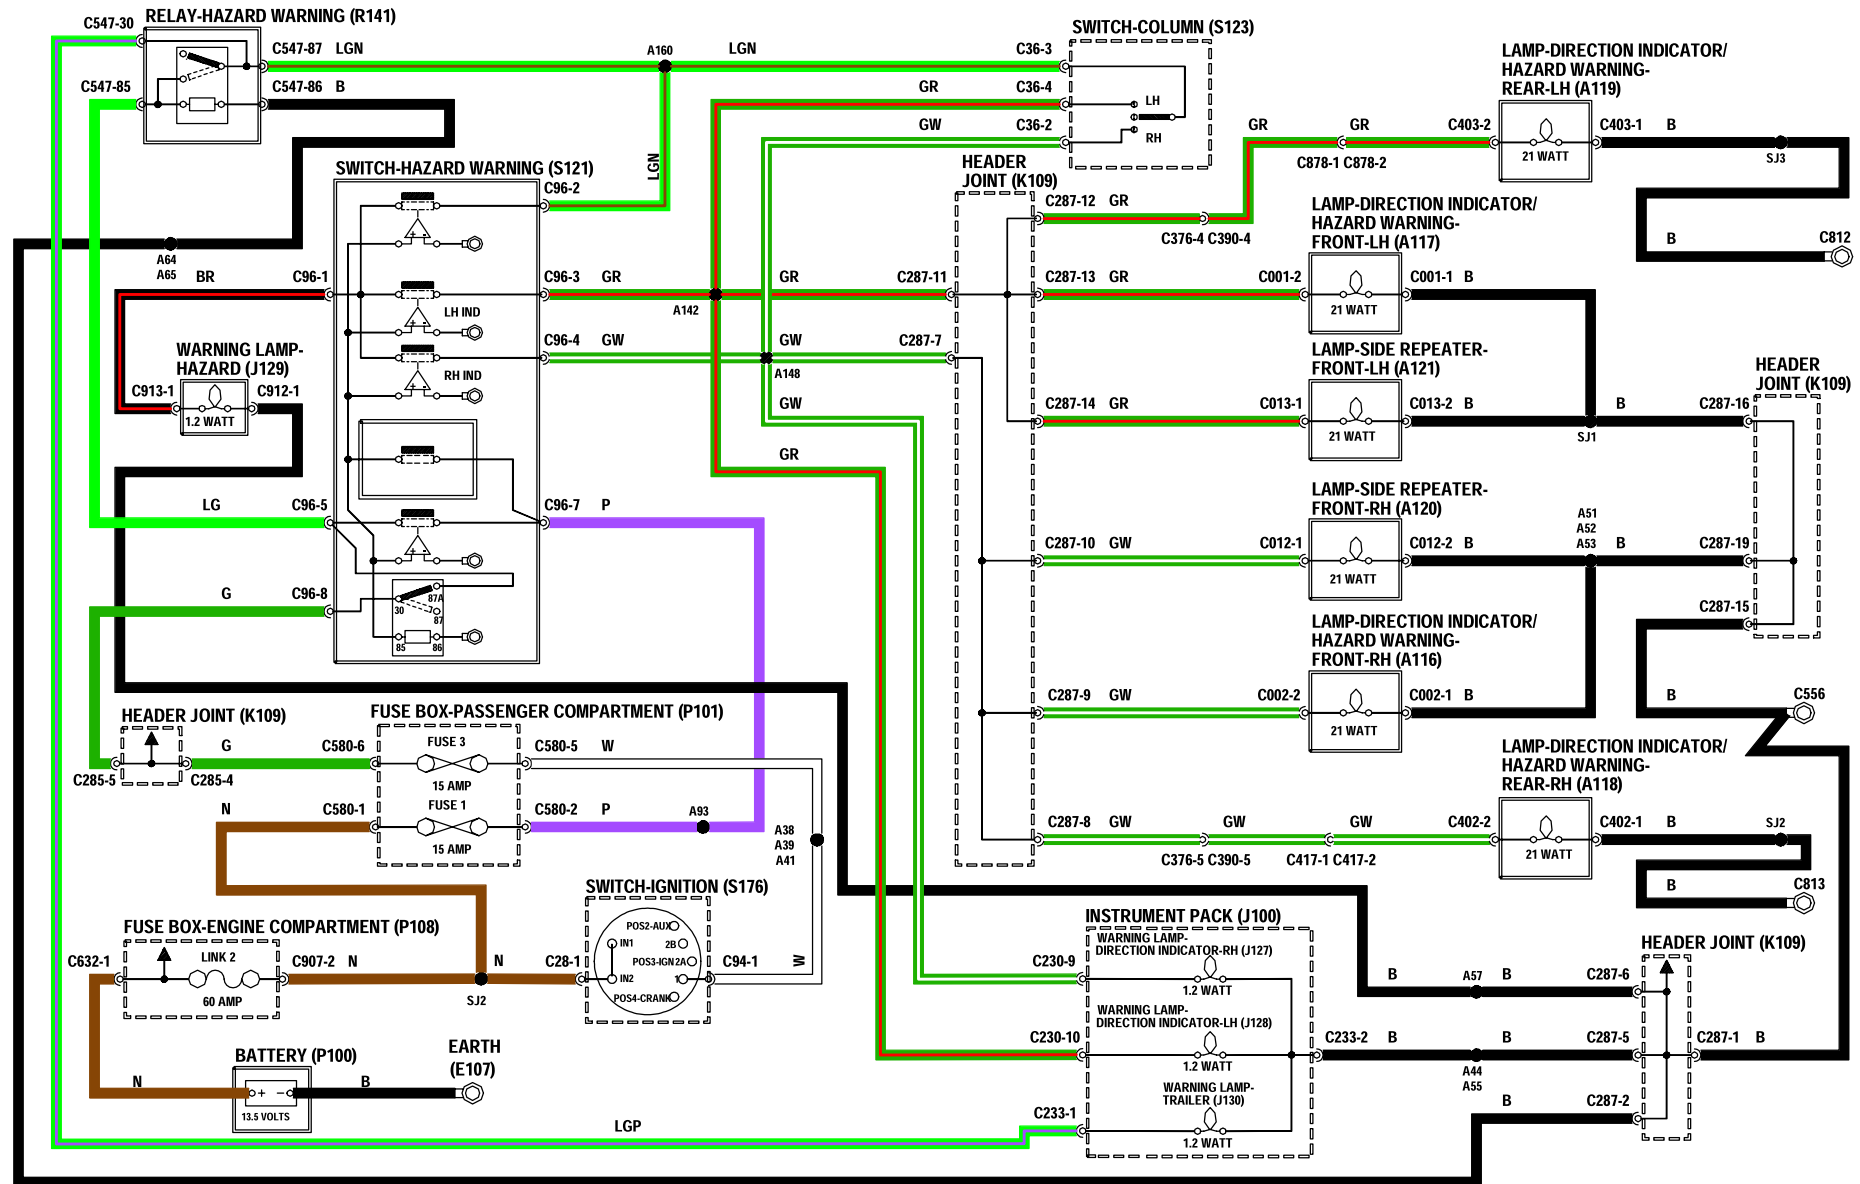 RELAY-HAZARD WARNING (R141)
C547-30
C547-87 LGN
C547-85
C547-86 B
A160
LGN
LGN
SWITCH-COLUMN (S123)
C36-3
GR C36-4
GW C36-2
LH
RH
LAMP-DIRECTION INDICATOR/
HAZARD WARNING-
REAR-LH (A119)
GR
GR
C878-1 C878-2
C403-2
21 WATT
C403-1 B
SJ3
B
C812
SWITCH-HAZARD WARNING (S121)
C96-2
A64
A65
BR
C96-1
C96-3 GR
GR
LH IND
A142
C96-4 GW
GW
RH IND
A148
GW
GR
HEADER
JOINT (K109)
C287-12 GR
C376-4 C390-4
C287-11
C287-13 GR
C287-7
C287-14 GR
C287-10 GW
C287-9 GW
C287-8 GW
GW
GW
C376-5 C390-5
C417-1 C417-2
LAMP-DIRECTION INDICATOR/
HAZARD WARNING-
FRONT-LH (A117)
C001-2
21 WATT
C001-1 B
LAMP-SIDE REPEATER-
FRONT-LH (A121)
C013-1
21 WATT
C013-2 B
SJ1
B
C287-16
HEADER
JOINT (K109)
LAMP-SIDE REPEATER-
FRONT-RH (A120)
C012-1
21 WATT
C012-2 B
A51
A52
A53
B
C287-19
C287-15
LAMP-DIRECTION INDICATOR/
HAZARD WARNING-
FRONT-RH (A116)
C002-2
21 WATT
C002-1 B
B
C556
LAMP-DIRECTION INDICATOR/
HAZARD WARNING-
REAR-RH (A118)
C402-2
21 WATT
C402-1 B
SJ2
B
C813
WARNING LAMP-
HAZARD (J129)
C913-1
C912-1
1.2 WATT
LG
C96-5
C96-7 P
G
C96-8
30
87A
87
85
86
HEADER JOINT (K109)
G
C285-5
C285-4
FUSE BOX-PASSENGER COMPARTMENT (P101)
C580-6
FUSE 3
15 AMP
C580-5 W
N
C580-1
FUSE 1
15 AMP
C580-2 P
A93
A38
A39
A41
SWITCH-IGNITION (S176)
POS2-AUX
IN1
2B
POS3-IGN 2A
IN2
1
POS4-CRANK
C28-1
C94-1
W
FUSE BOX-ENGINE COMPARTMENT (P108)
C632-1
LINK 2
60 AMP
C907-2 N
N
SJ2
BATTERY (P100)
N
+ -
13.5 VOLTS
B
EARTH
(E107)
LGP
INSTRUMENT PACK (J100)
WARNING LAMP-
DIRECTION INDICATOR-RH (J127)
C230-9
1.2 WATT
WARNING LAMP-
DIRECTION INDICATOR-LH (J128)
C230-10
1.2 WATT
WARNING LAMP-
TRAILER (J130)
C233-1
1.2 WATT
C233-2 B
HEADER JOINT (K109)
B
A57
B
C287-6
A44
A55
B
C287-5
C287-1 B
B
C287-2